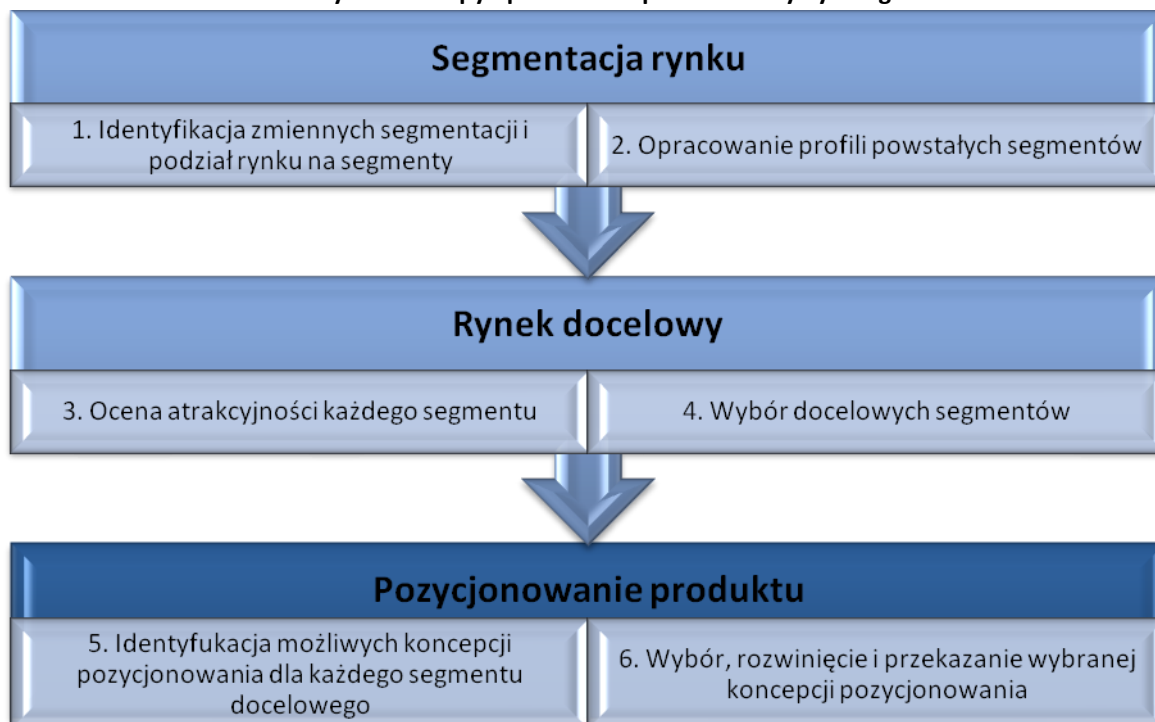 Segmentacja rynku
1. Identyfikacja zmiennych segmentacji i
podział rynku na segmenty
2. Opracowanie profili powstałych segmentów
Rynek docelowy
3. Ocena atrakcyjności każdego segmentu
4. Wybór docelowych segmentów
Pozycjonowanie produktu
5. Identyfukacja możliwych koncepcji
pozycjonowania dla każdego segmentu
docelowego
6. Wybór, rozwinięcie i przekazanie wybranej
koncepcji pozycjonowania